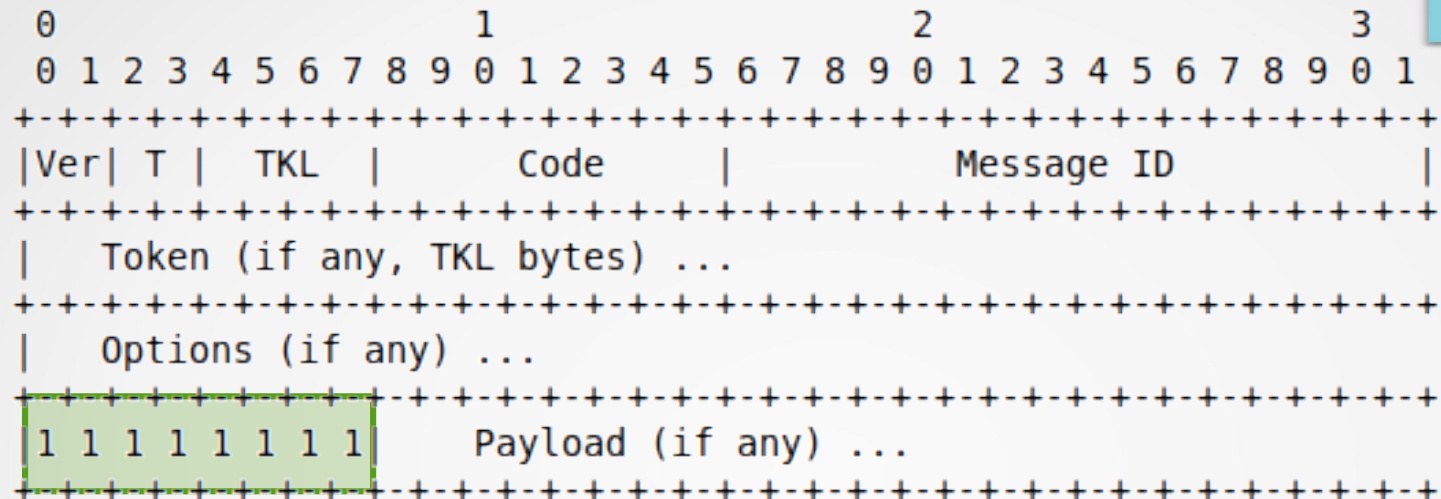 0                   1                   2                   3
 0 1 2 3 4 5 6 7 8 9 0 1 2 3 4 5 6 7 8 9 0 1 2 3 4 5 6 7 8 9 0 1
+-+-+-+-+-+-+-+-+-+-+-+-+-+-+-+-+-+-+-+-+-+-+-+-+-+-+-+-+-+-+-+-+
|Ver| T |  TKL  |      Code     |          Message ID           |
+-+-+-+-+-+-+-+-+-+-+-+-+-+-+-+-+-+-+-+-+-+-+-+-+-+-+-+-+-+-+-+-+
|   Token (if any, TKL bytes) ...
+-+-+-+-+-+-+-+-+-+-+-+-+-+-+-+-+-+-+-+-+-+-+-+-+-+-+-+-+-+-+-+-+
|   Options (if any) ...
+-+-+-+-+-+-+-+-+-+-+-+-+-+-+-+-+-+-+-+-+-+-+-+-+-+-+-+-+-+-+-+-+
|1 1 1 1 1 1 1 1|    Payload (if any) ...
+-+-+-+-+-+-+-+-+-+-+-+-+-+-+-+-+-+-+-+-+-+-+-+-+-+-+-+-+-+-+-+-+